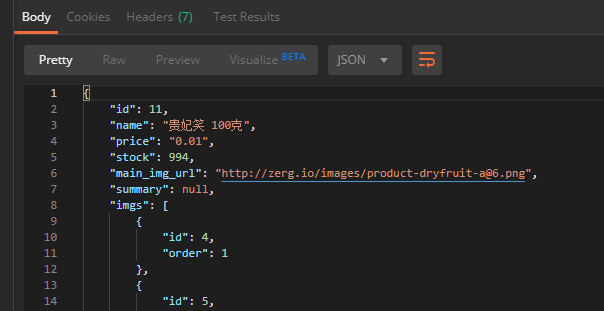 Body Cookies Headers (7) Test Results
Pretty Raw Preview Visualize BETA JSON
1 {
2 "id": 11,
3 "name": "贵妃笑 100克",
4 "price": "0.01",
5 "stock": 994,
6 "main_img_url": "http://zerg.io/images/product-dryfruit-a@6.png",
7 "summary": null,
8 "imgs": [
9 {
10 "id": 4,
11 "order": 1
12 },
13 {
14 "id": 5,